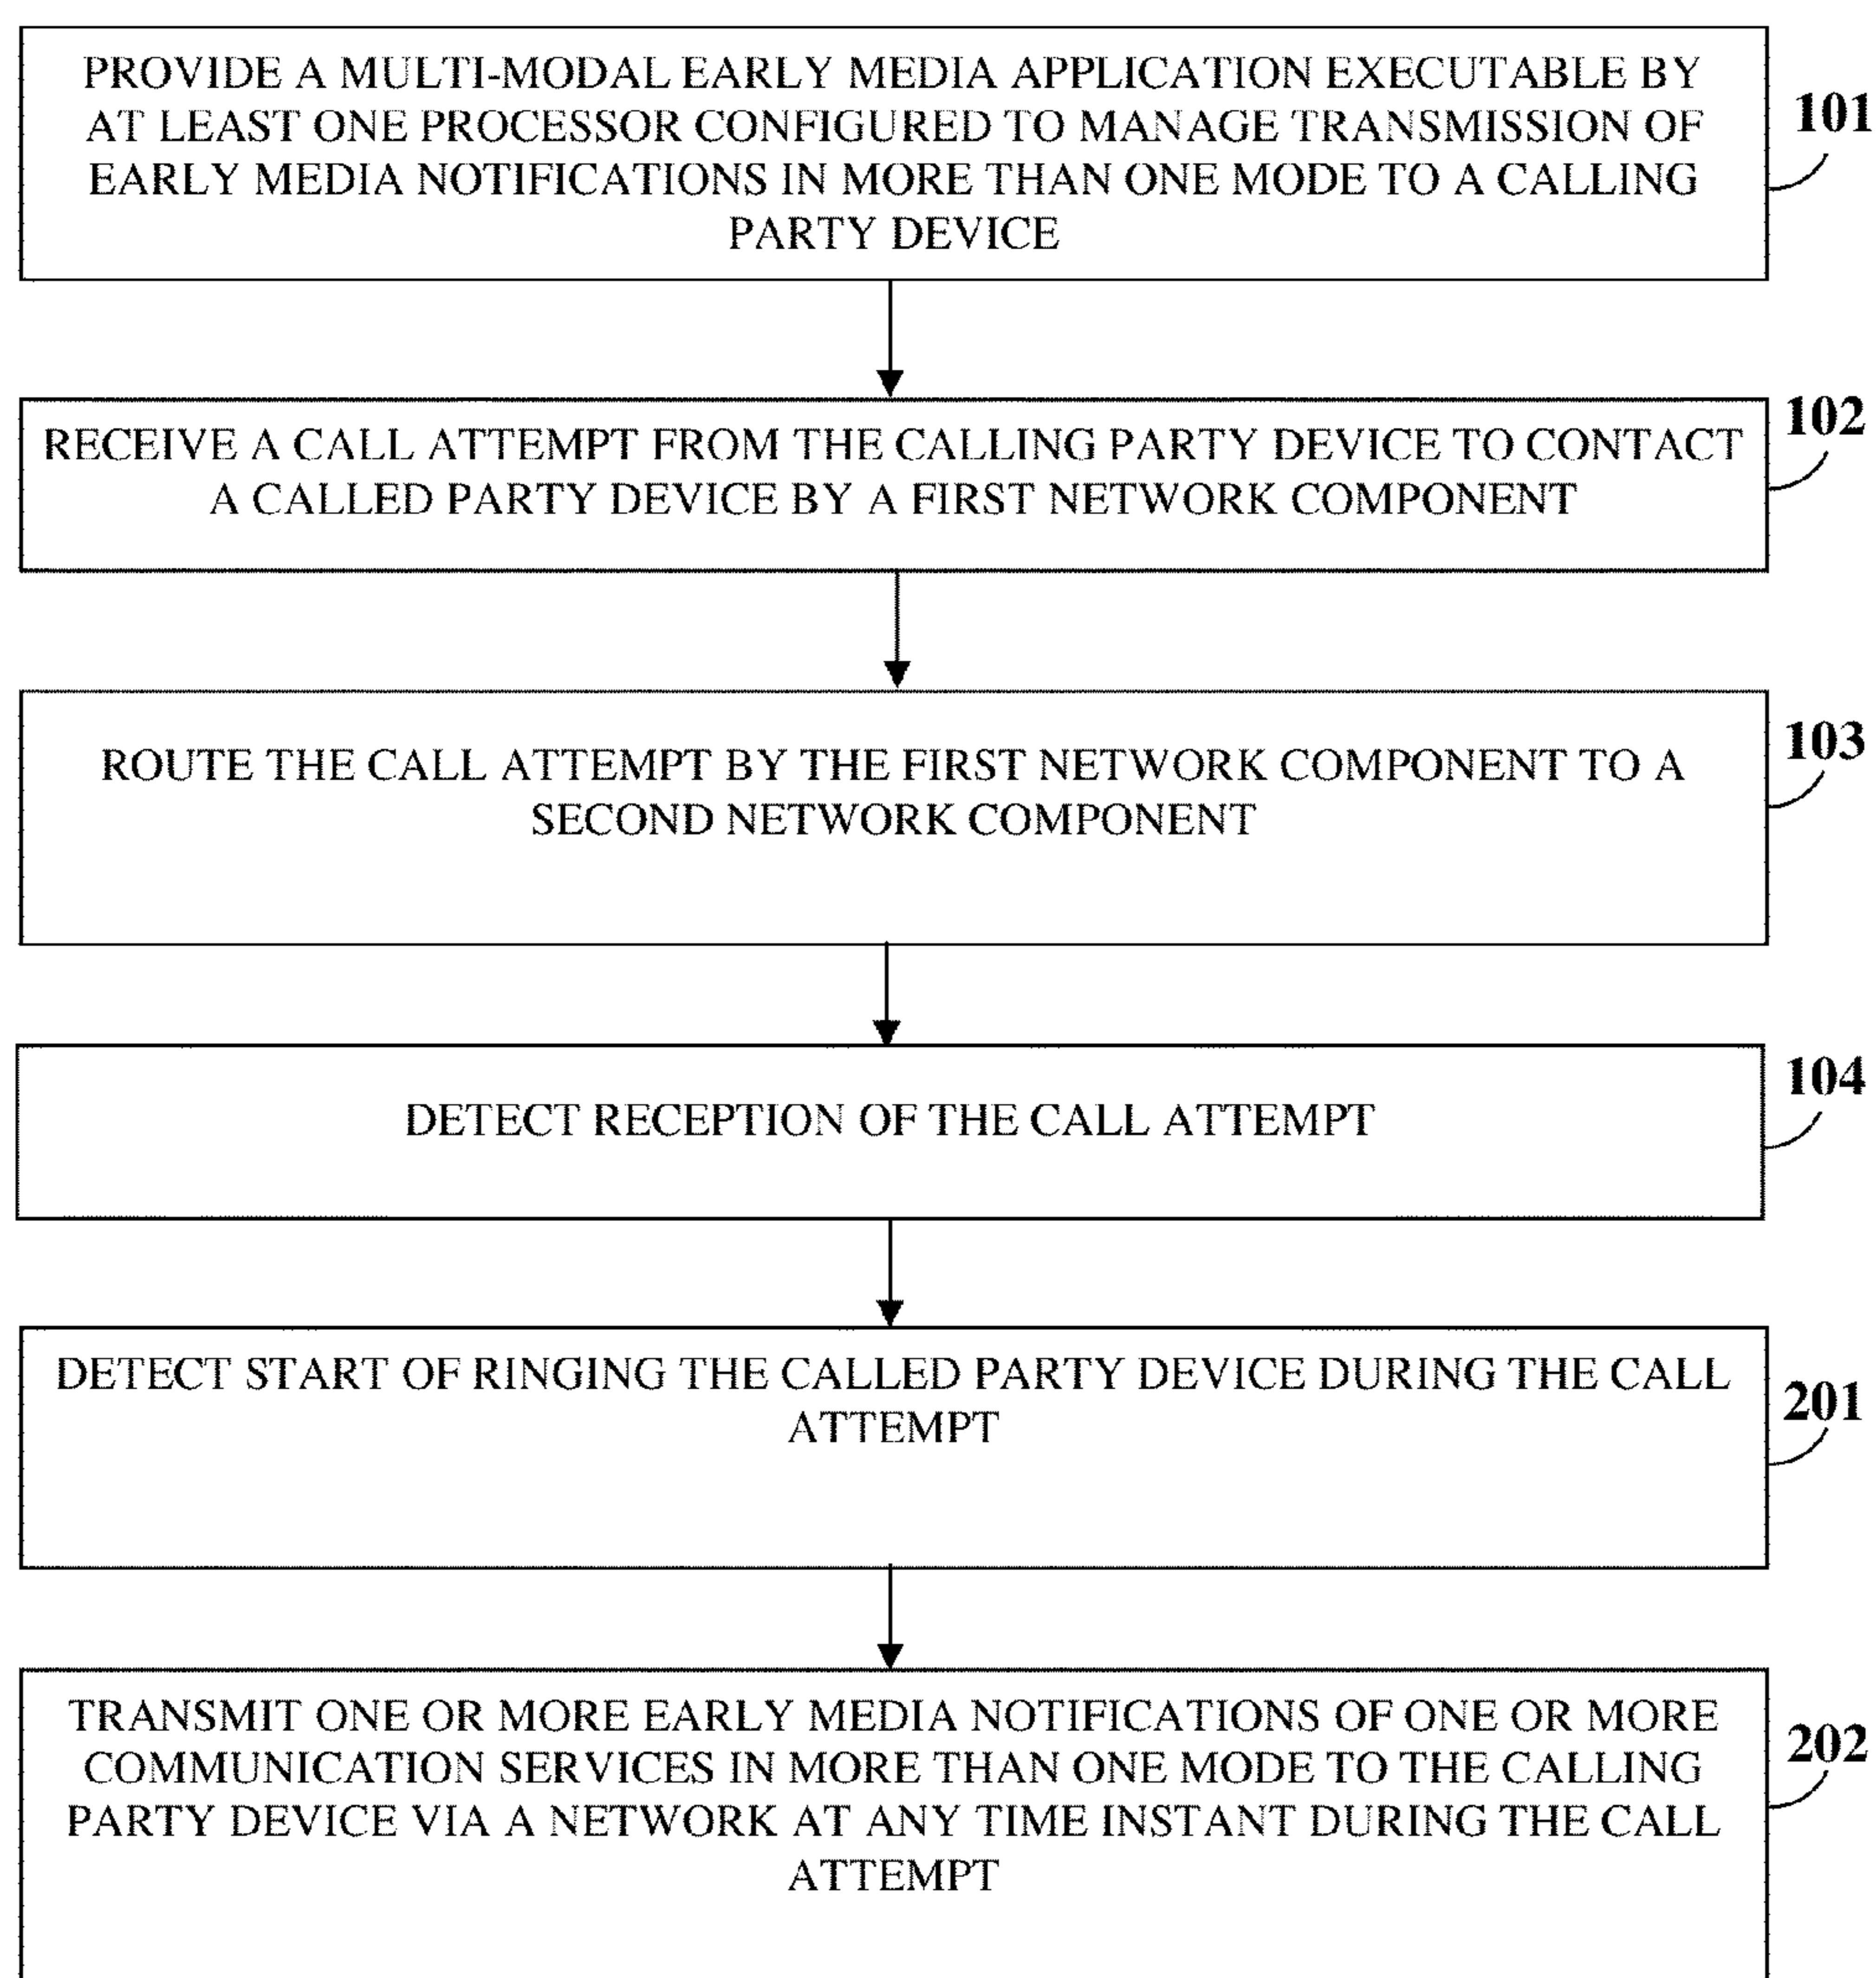 PROVIDE A MULTI-MODAL EARLY MEDIA APPLICATION EXECUTABLE BY
AT LEAST ONE PROCESSOR CONFIGURED TO MANAGE TRANSMISSION OF
EARLY MEDIA NOTIFICATIONS IN MORE THAN ONE MODE TO A CALLING
PARTY DEVICE
101
RECEIVE A CALL ATTEMPT FROM THE CALLING PARTY DEVICE TO CONTACT
A CALLED PARTY DEVICE BY A FIRST NETWORK COMPONENT
102
ROUTE THE CALL ATTEMPT BY THE FIRST NETWORK COMPONENT TO A
SECOND NETWORK COMPONENT
103
DETECT RECEPTION OF THE CALL ATTEMPT
104
DETECT START OF RINGING THE CALLED PARTY DEVICE DURING THE CALL
ATTEMPT
201
TRANSMIT ONE OR MORE EARLY MEDIA NOTIFICATIONS OF ONE OR MORE
COMMUNICATION SERVICES IN MORE THAN ONE MODE TO THE CALLING
PARTY DEVICE VIA A NETWORK AT ANY TIME INSTANT DURING THE CALL
ATTEMPT
202